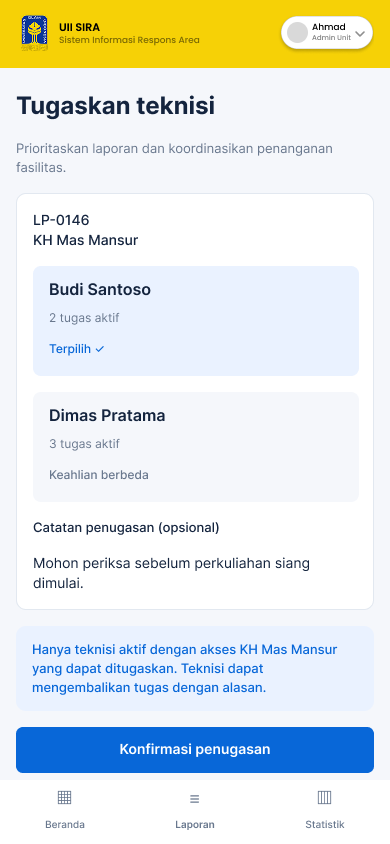 UII SIRA
Sistem Informasi Respons Area
Ahmad
Admin Unit
Tugaskan teknisi
Prioritaskan laporan dan koordinasikan penanganan
fasilitas.
LP-0146
KH Mas Mansur
Budi Santoso
2 tugas aktif
Terpilih ✓
Dimas Pratama
3 tugas aktif
Keahlian berbeda
Catatan penugasan (opsional)
Mohon periksa sebelum perkuliahan siang
dimulai.
Hanya teknisi aktif dengan akses KH Mas Mansur
yang dapat ditugaskan. Teknisi dapat
mengembalikan tugas dengan alasan.
Konfirmasi penugasan
Beranda
Laporan
Statistik